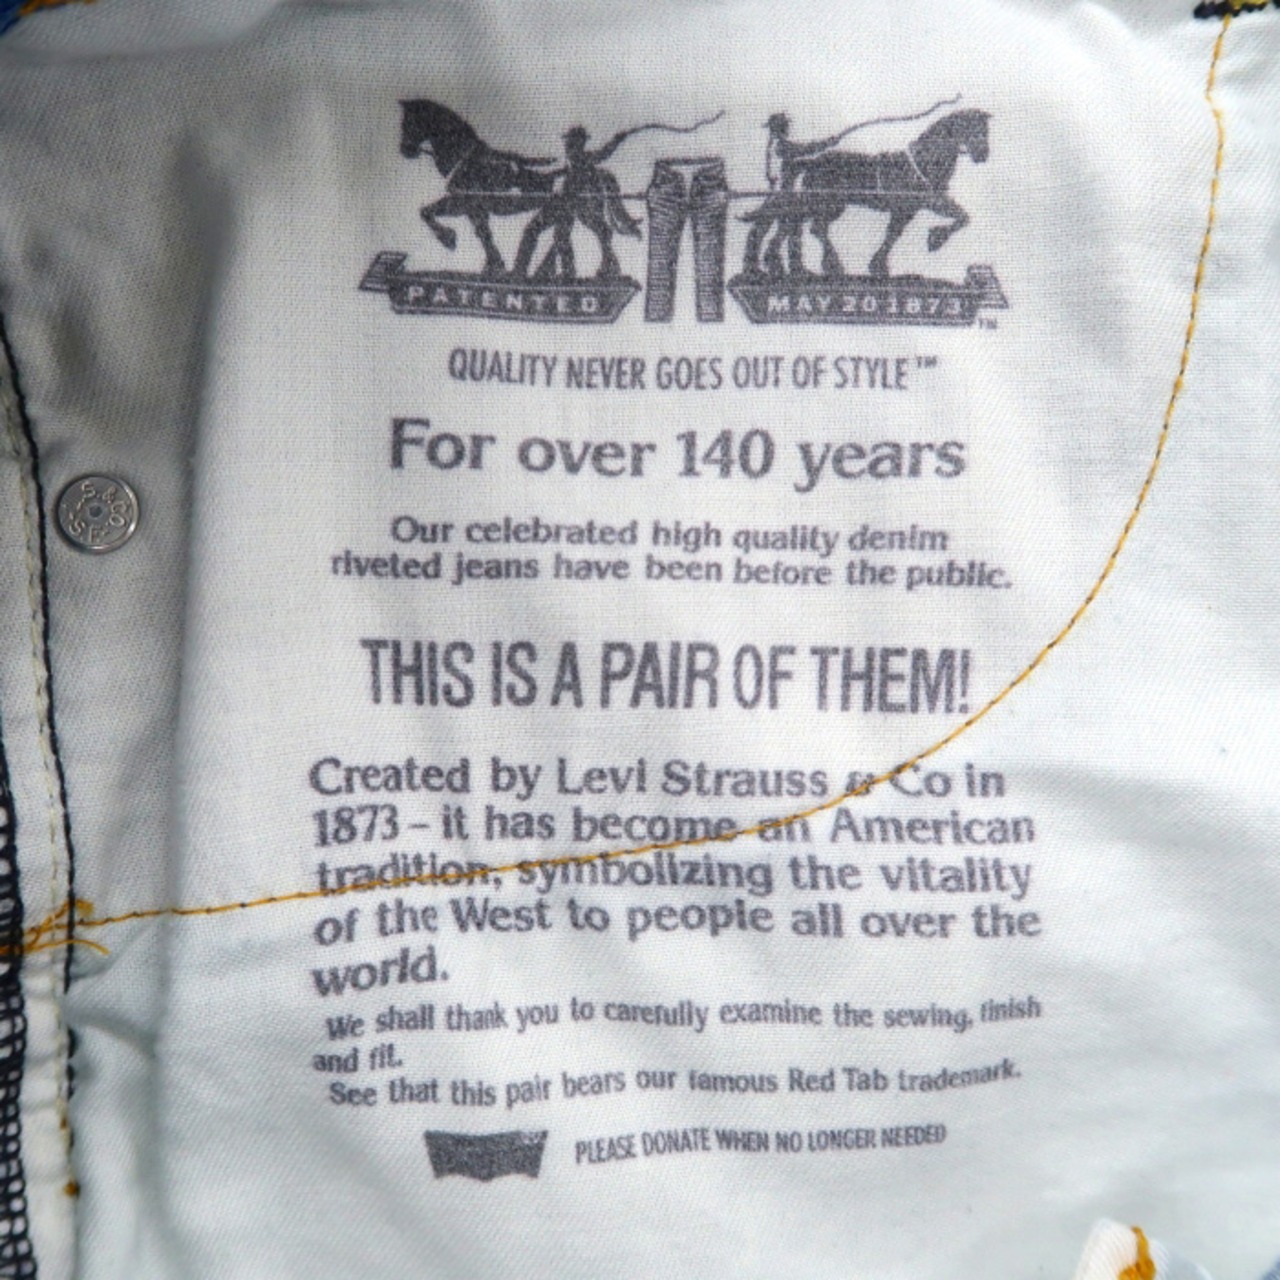 PATENTED MAY 20 1873 ™
QUALITY NEVER GOES OUT OF STYLE™
For over 140 years
Our celebrated high quality denim
riveted jeans have been before the public.
THIS IS A PAIR OF THEM!
Created by Levi Strauss & Co in
1873 – it has become an American
tradition, symbolizing the vitality
of the West to people all over the
world.
We shall thank you to carefully examine the sewing, finish
and fit.
See that this pair bears our famous Red Tab trademark.
PLEASE DONATE WHEN NO LONGER NEEDED